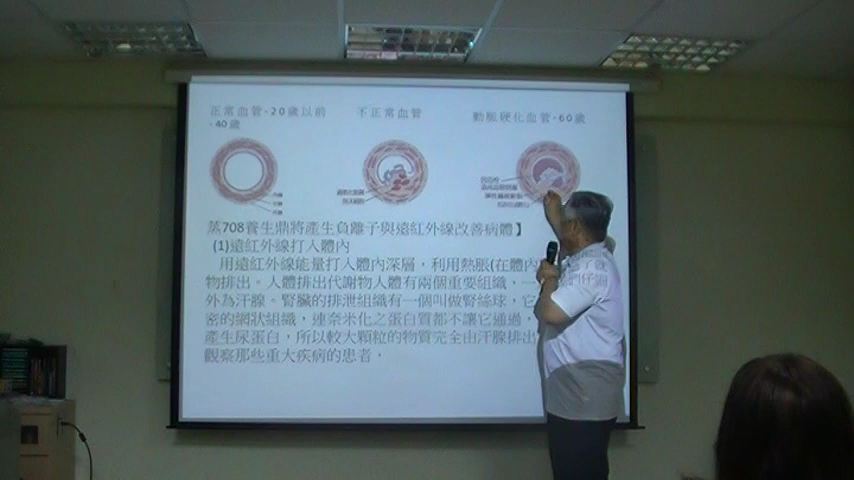 正常血管-20歲以前
-40歲
不正常血管
動脈硬化血管-60歲
蒸708養生鼎將產生負離子與遠紅外線改善病體】
(1)遠紅外線打入體內
用遠紅外線能量打入體內深層，利用熱脹(在體內
物排出。人體排出代謝物人體有兩個重要組織，一
外為汗腺。腎臟的排泄組織有一個叫做腎絲球，它
密的網狀組織，連奈米化之蛋白質都不讓它通過，
產生尿蛋白，所以較大顆粒的物質完全由汗腺排出
觀察那些重大疾病的患者，